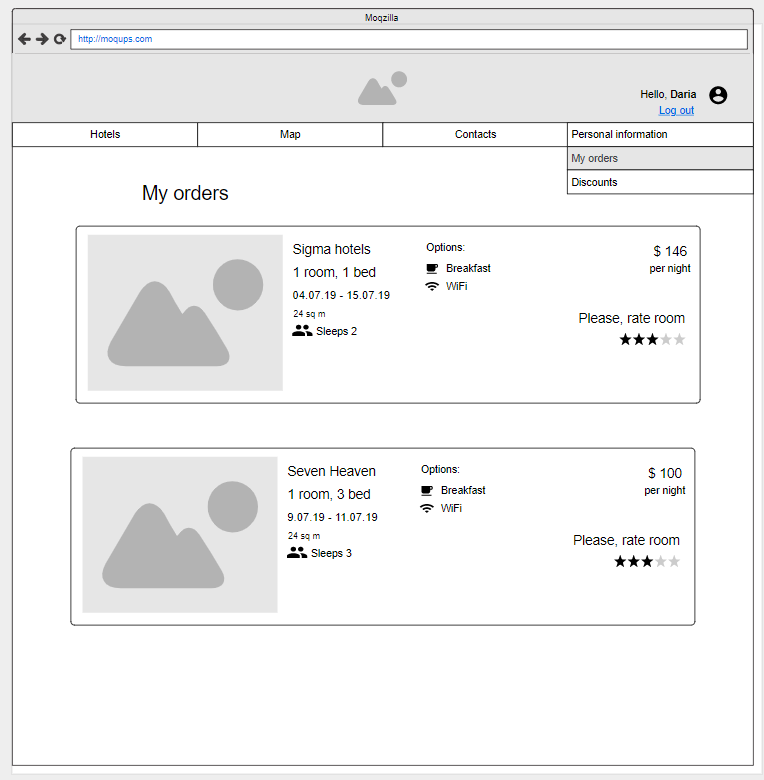 Moqzilla
http://moqups.com
Hello, Daria
Log out
Hotels
Map
Contacts
Personal information
My orders
Discounts
My orders
Sigma hotels
1 room, 1 bed
04.07.19 - 15.07.19
24 sq m
Sleeps 2
Options:
Breakfast
WiFi
$ 146
per night
Please, rate room
Seven Heaven
1 room, 3 bed
9.07.19 - 11.07.19
24 sq m
Sleeps 3
Options:
Breakfast
WiFi
$ 100
per night
Please, rate room